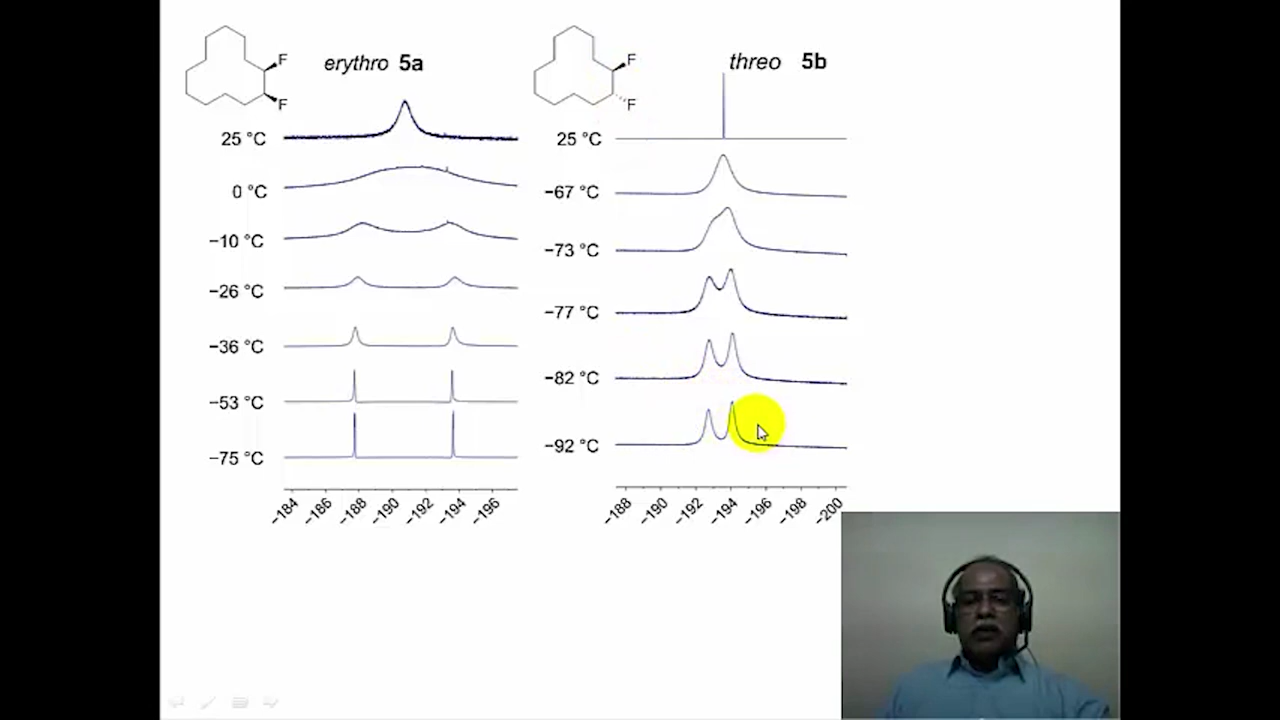 F
erythro 5a
F
25 °C
0 °C
−10 °C
−26 °C
−36 °C
−53 °C
−75 °C
−184 −186 −188 −190 −192 −194 −196
F
threo 5b
F
25 °C
−67 °C
−73 °C
−77 °C
−82 °C
−92 °C
−188 −190 −192 −194 −196 −198 −200